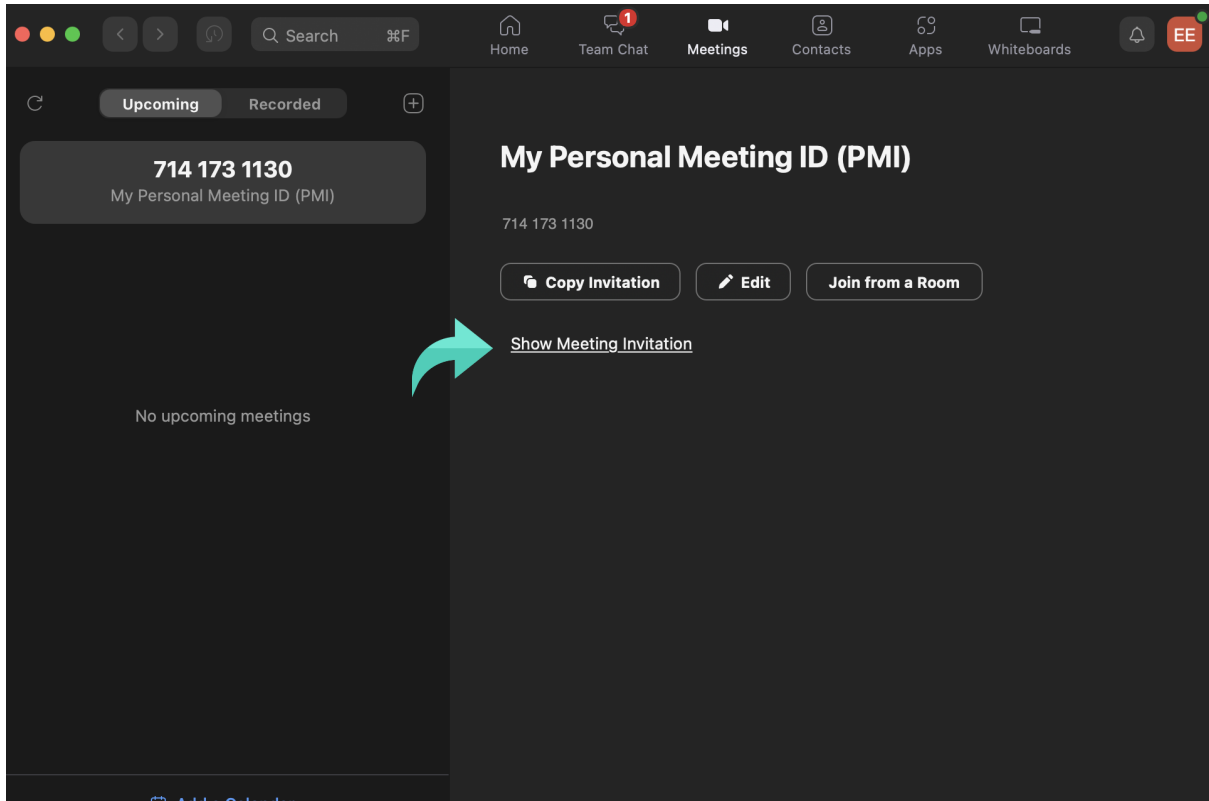 Search ⌘F
Home
Team Chat
1
Meetings
Contacts
Apps
Whiteboards
EE
Upcoming
Recorded
714 173 1130
My Personal Meeting ID (PMI)
No upcoming meetings
Add a Calendar
My Personal Meeting ID (PMI)
714 173 1130
Copy Invitation
Edit
Join from a Room
Show Meeting Invitation